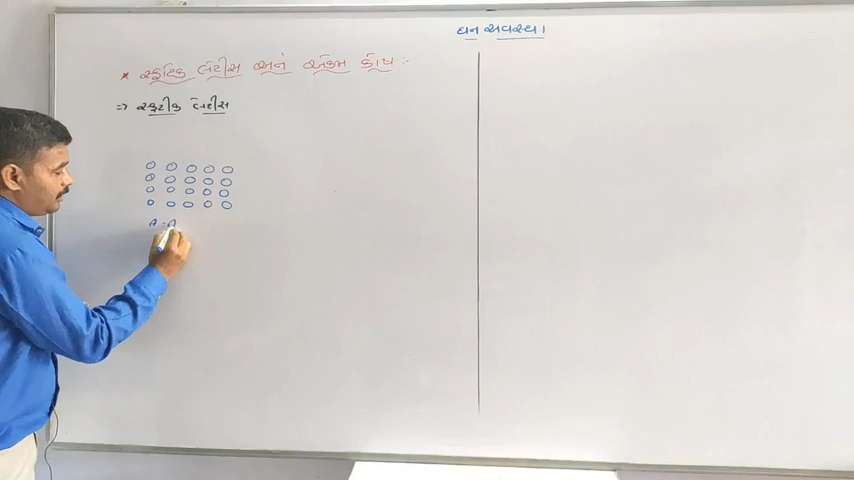 ઘન અવસ્થા
* સ્ફટિક લેટીસ અને એકમ કોષ :-
⇒ સ્ફટીક લેટીસ
A - A